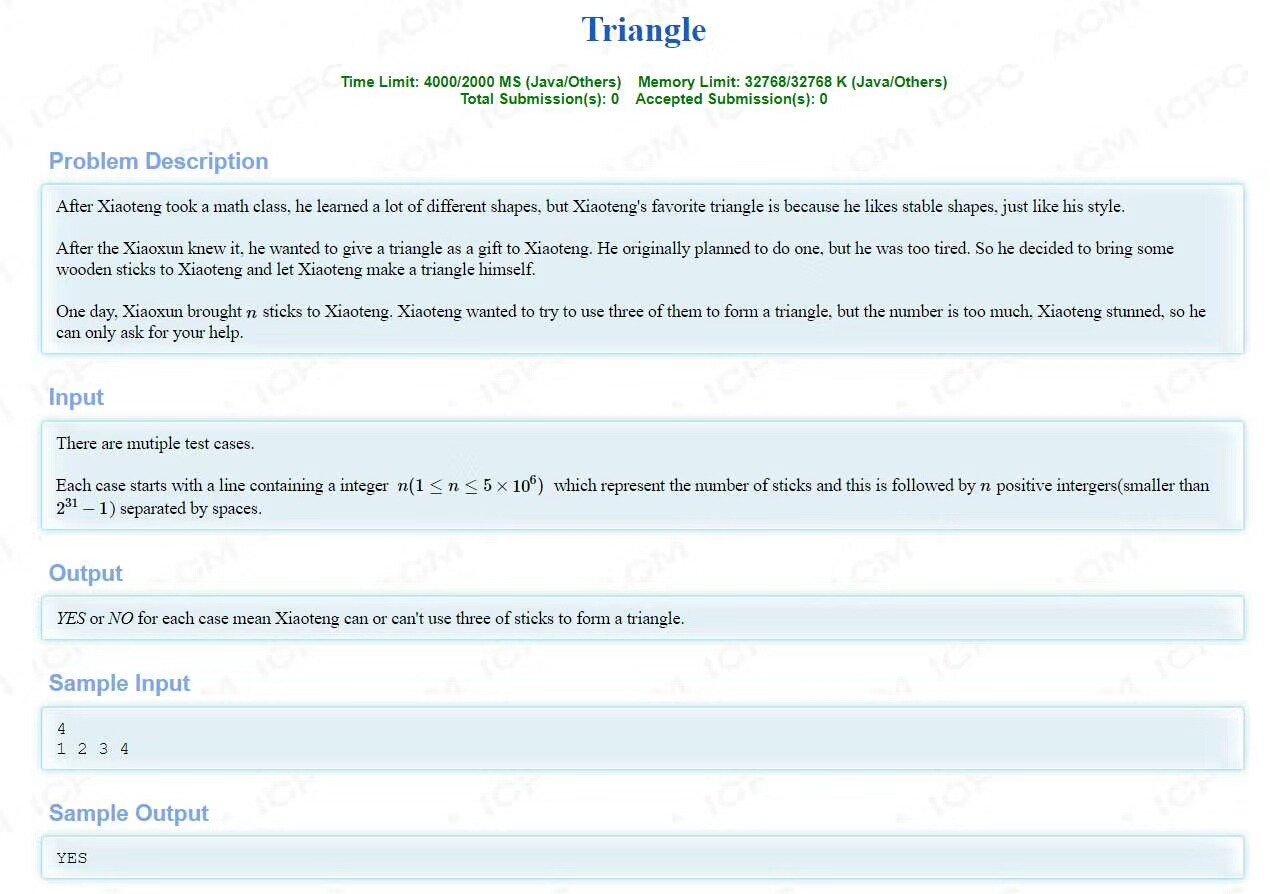 Triangle
Time Limit: 4000/2000 MS (Java/Others) Memory Limit: 32768/32768 K (Java/Others)
Total Submission(s): 0 Accepted Submission(s): 0
Problem Description
After Xiaoteng took a math class, he learned a lot of different shapes, but Xiaoteng's favorite triangle is because he likes stable shapes, just like his style.
After the Xiaoxun knew it, he wanted to give a triangle as a gift to Xiaoteng. He originally planned to do one, but he was too tired. So he decided to bring some
wooden sticks to Xiaoteng and let Xiaoteng make a triangle himself.
One day, Xiaoxun brought n sticks to Xiaoteng. Xiaoteng wanted to try to use three of them to form a triangle, but the number is too much, Xiaoteng stunned, so he
can only ask for your help.
Input
There are mutiple test cases.
Each case starts with a line containing a integer n(1 ≤ n ≤ 5 × 10⁶) which represent the number of sticks and this is followed by n positive intergers(smaller than
2³¹ − 1) separated by spaces.
Output
YES or NO for each case mean Xiaoteng can or can't use three of sticks to form a triangle.
Sample Input
4
1 2 3 4
Sample Output
YES